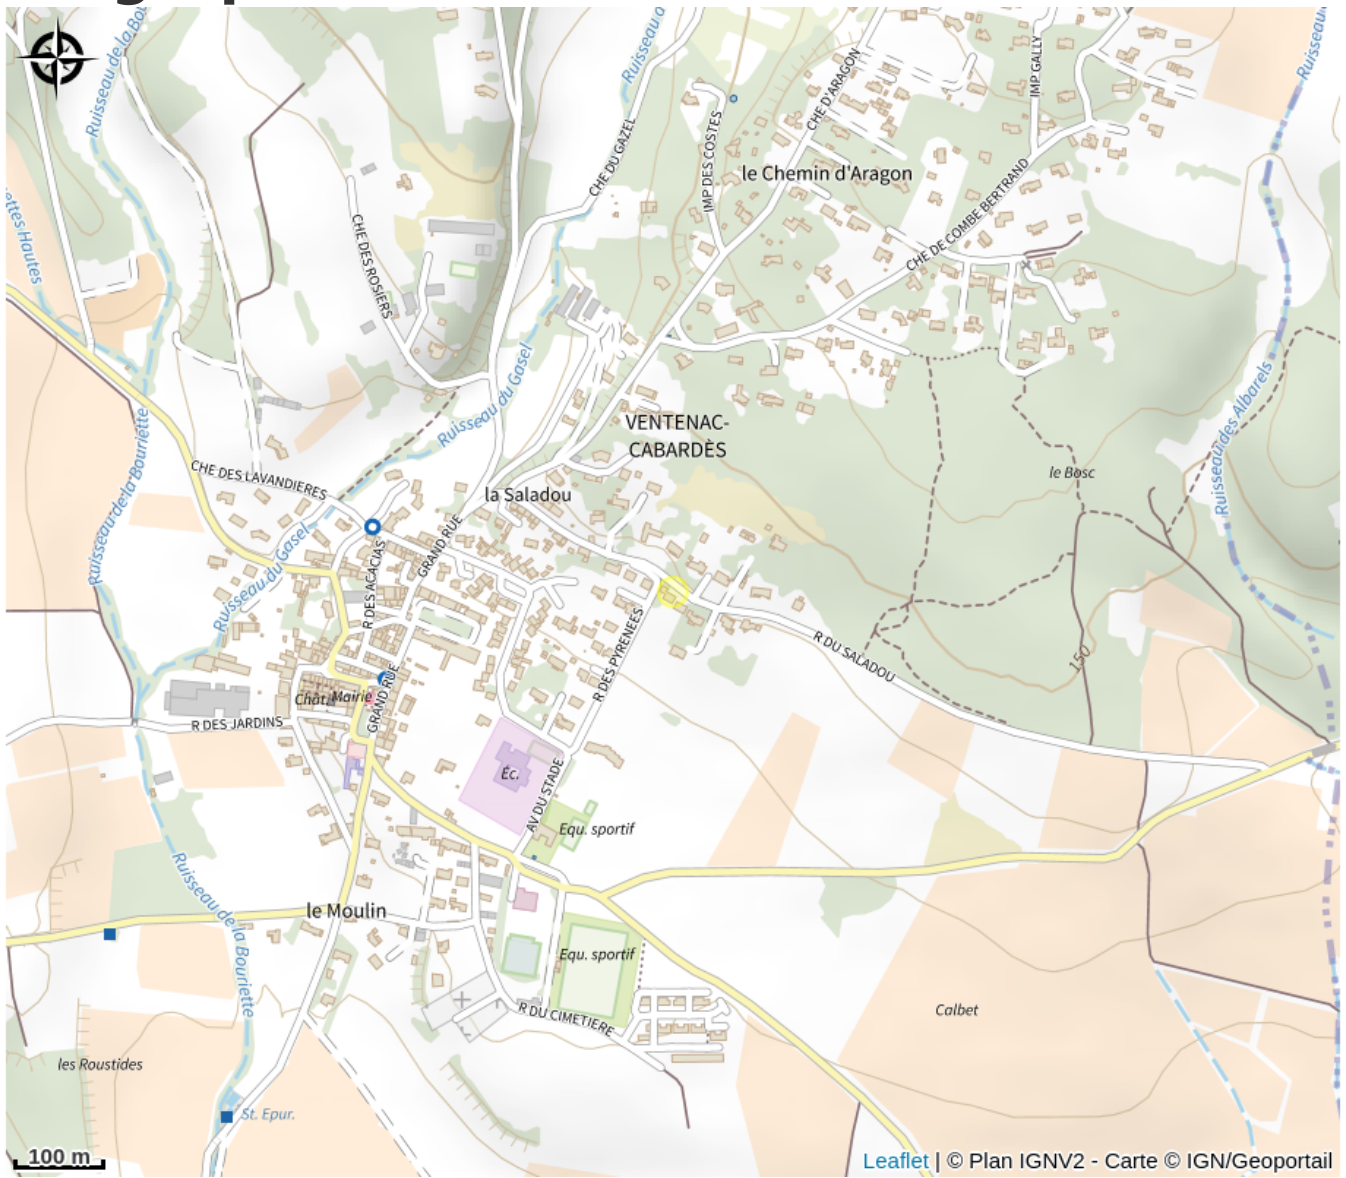 Ruisseau de la Bou
Ruisseau d
Ruisseau
CHE D'ARAGON
IMP GALLY
IMP DES COSTES
CHE DU GAZEL
le Chemin d'Aragon
CHE DE COMBE BERTRAND
ettes Hautes
CHE DES ROSIERS
Ruisseau du Gasel
Ruisseau des Albarels
VENTENAC-
CABARDÈS
le Bosc
CHE DES LAVANDIERES
la Saladou
Ruisseau de la Bouriette
GRAND RUE
R DES ACACIAS
Ruisseau du Gasel
R DES PYRENEES
R DU SALADOU
150
Chât.
Mairie
GRAND RUE
R DES JARDINS
Éc.
AV DU STADE
Equ. sportif
Ruisseau de la Bouriette
le Moulin
Equ. sportif
R DU CIMETIERE
Calbet
les Roustides
St. Epur.
100 m
Leaflet | © Plan IGNV2 - Carte © IGN/Geoportail